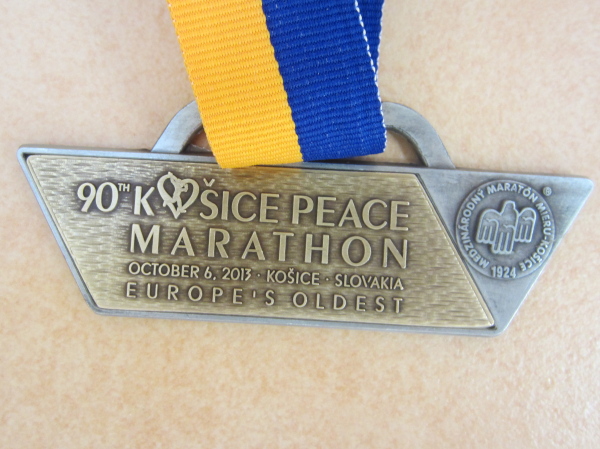 90TH KOŠICE PEACE
MARATHON
OCTOBER 6, 2013 · KOŠICE · SLOVAKIA
EUROPE'S OLDEST
MEDZINÁRODNÝ MARATÓN MIERU KOŠICE
®
1924